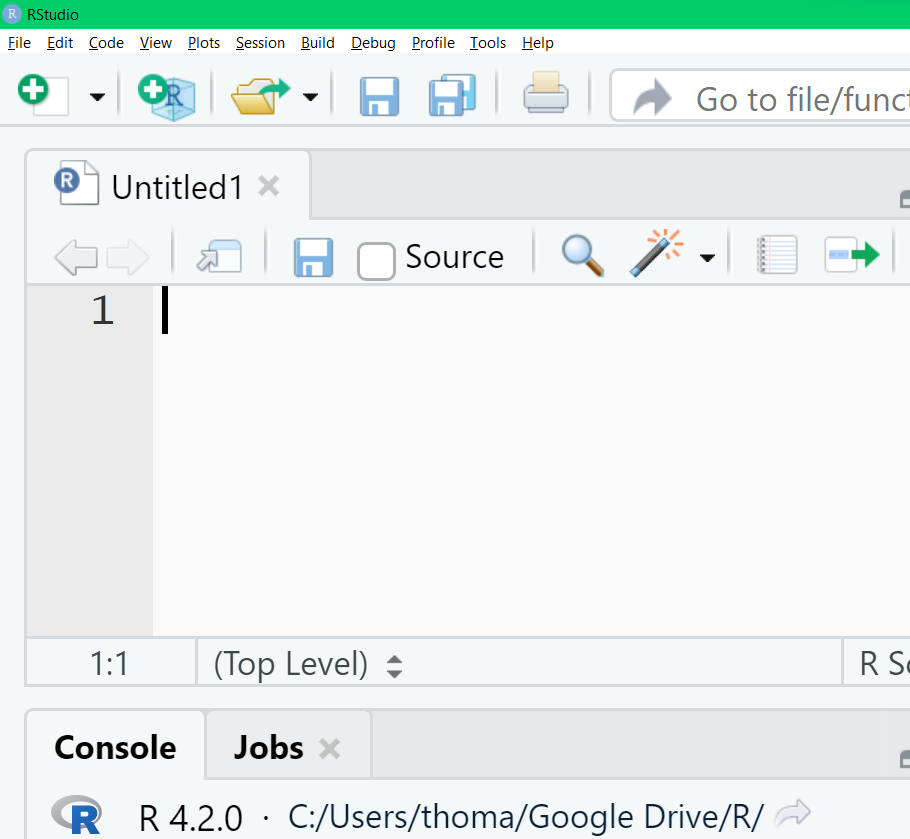 RStudio
File Edit Code View Plots Session Build Debug Profile Tools Help
R
Go to file/funct
R Untitled1
Source
1
1:1 (Top Level) R Sc
Console Jobs
R R 4.2.0 · C:/Users/thoma/Google Drive/R/